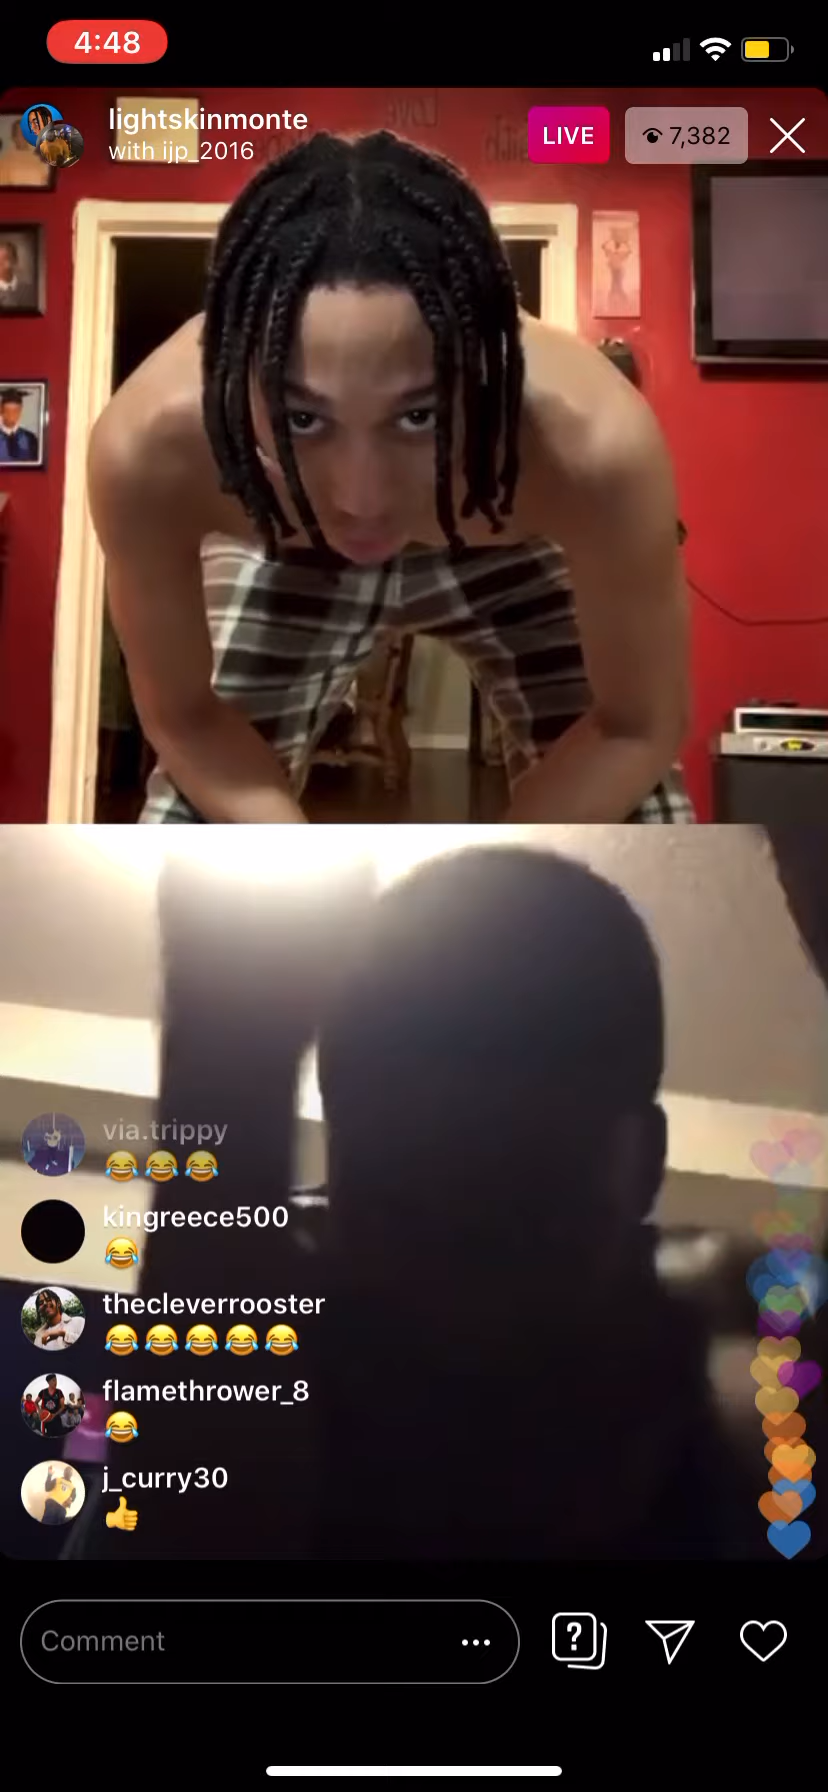 4:48
lightskinmonte
with ijp_2016
LIVE
7,382
via.trippy
😂😂😂
kingreece500
😂
thecleverrooster
😂😂😂😂😂
flamethrower_8
😂
j_curry30
👍
Comment
?